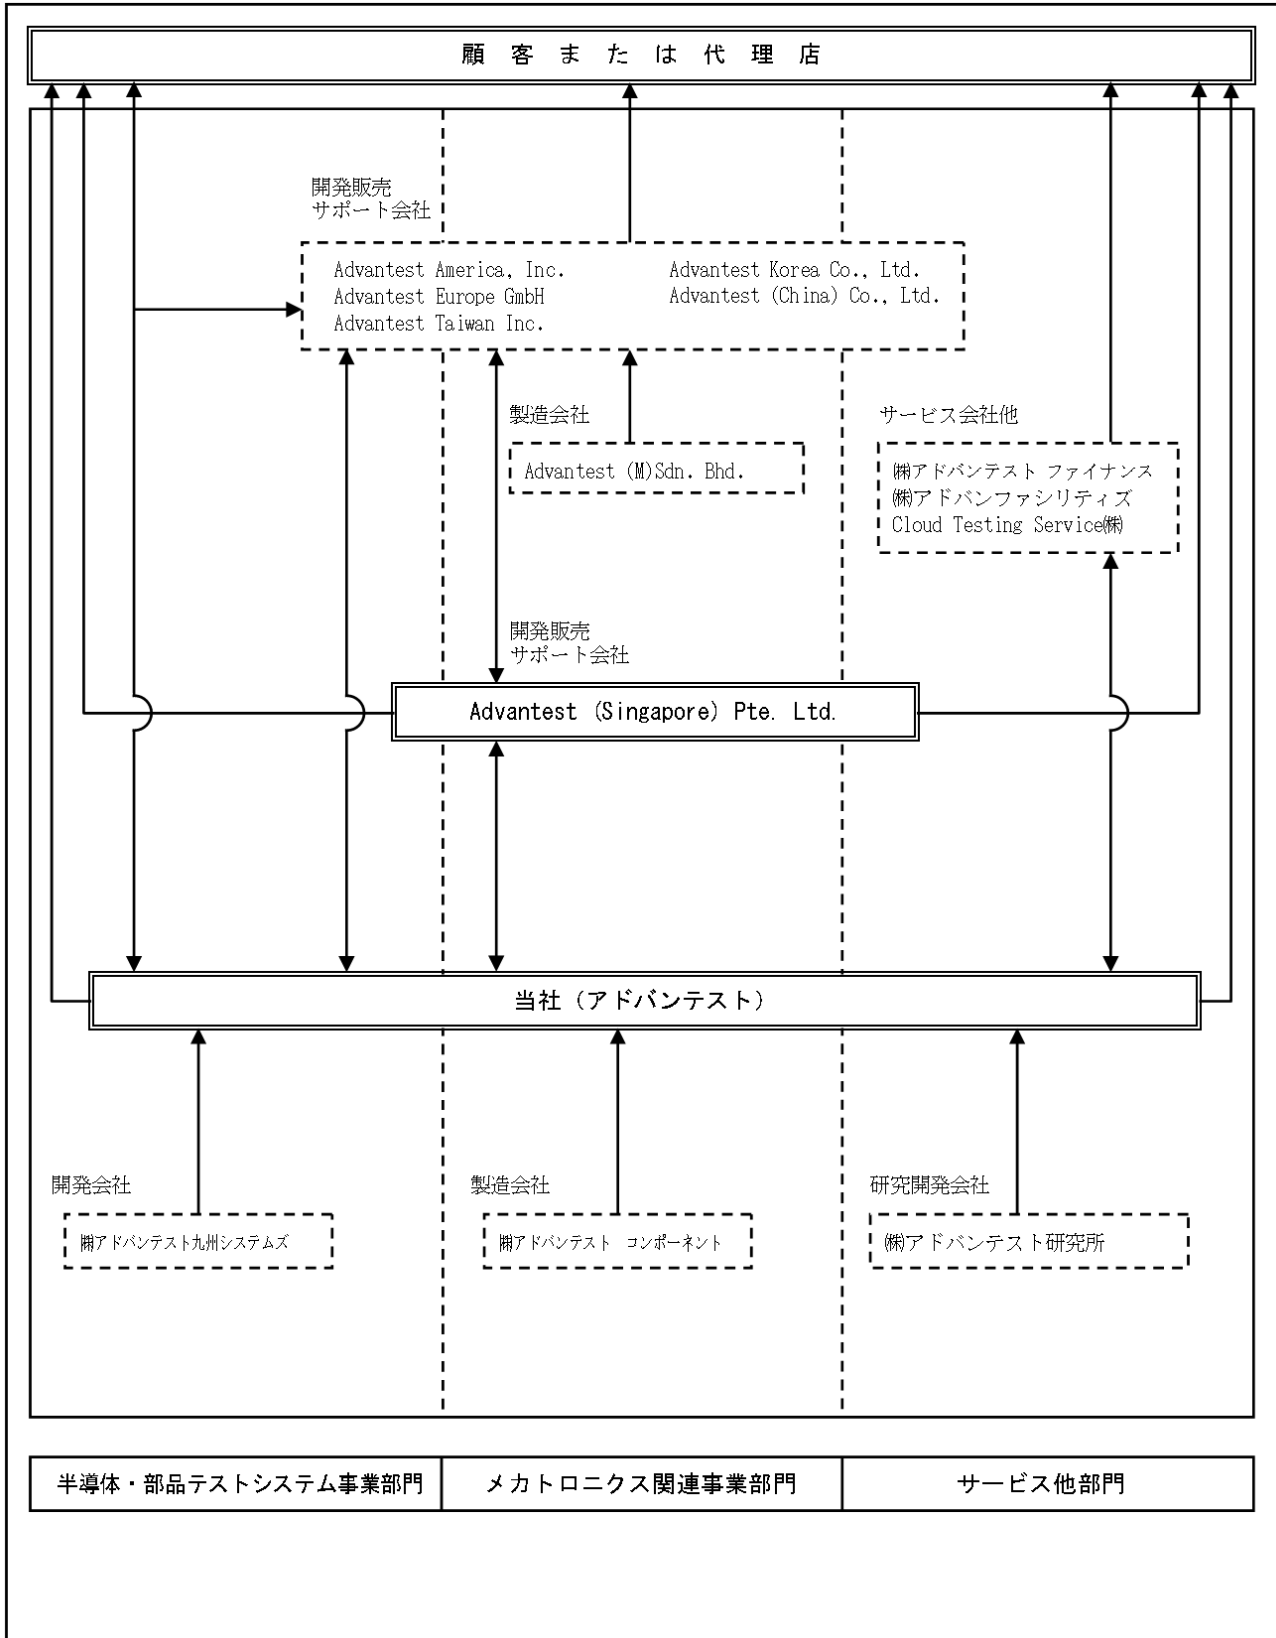 顧客または代理店
開発販売
サポート会社
Advantest America, Inc.
Advantest Europe GmbH
Advantest Taiwan Inc.
Advantest Korea Co., Ltd.
Advantest (China) Co., Ltd.
製造会社
Advantest (M)Sdn. Bhd.
サービス会社他
㈱アドバンテスト ファイナンス
㈱アドバンファシリティズ
Cloud Testing Service㈱
開発販売
サポート会社
Advantest (Singapore) Pte. Ltd.
当社（アドバンテスト）
開発会社
㈱アドバンテスト九州システムズ
製造会社
㈱アドバンテスト　コンポーネント
研究開発会社
㈱アドバンテスト研究所
半導体・部品テストシステム事業部門
メカトロニクス関連事業部門
サービス他部門